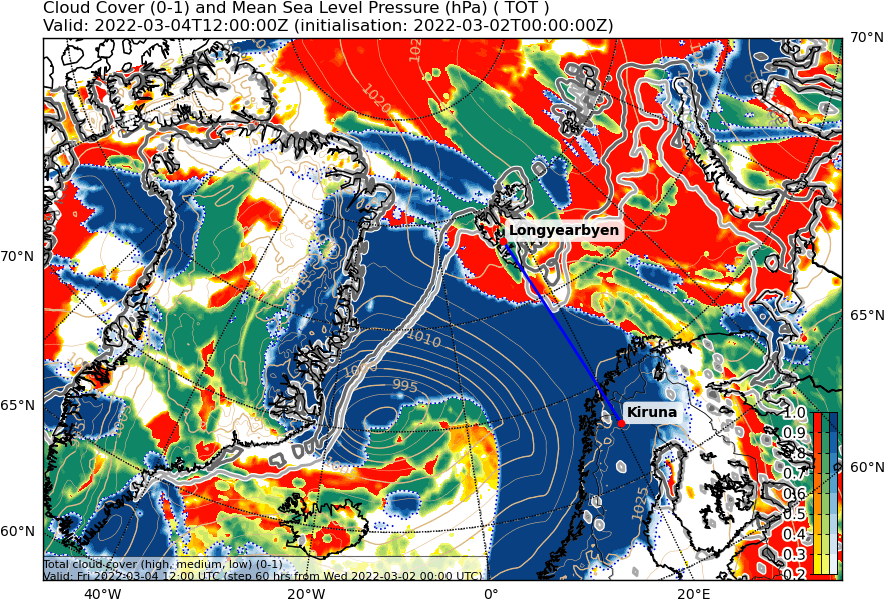 Cloud Cover (0-1) and Mean Sea Level Pressure (hPa) ( TOT )
Valid: 2022-03-04T12:00:00Z (initialisation: 2022-03-02T00:00:00Z)
70°N
1020
Longyearbyen
70°N
1015
65°N
1010
995
65°N
Kiruna
1.0
0.9
0.8
0.7
60°N
0.6
0.5
1025
0.4
60°N
0.3
Total cloud cover (high, medium, low) (0-1)
0.2
Valid: Fri 2022-03-04 12:00 UTC (step 60 hrs from Wed 2022-03-02 00:00 UTC)
40°W
20°W
0°
20°E